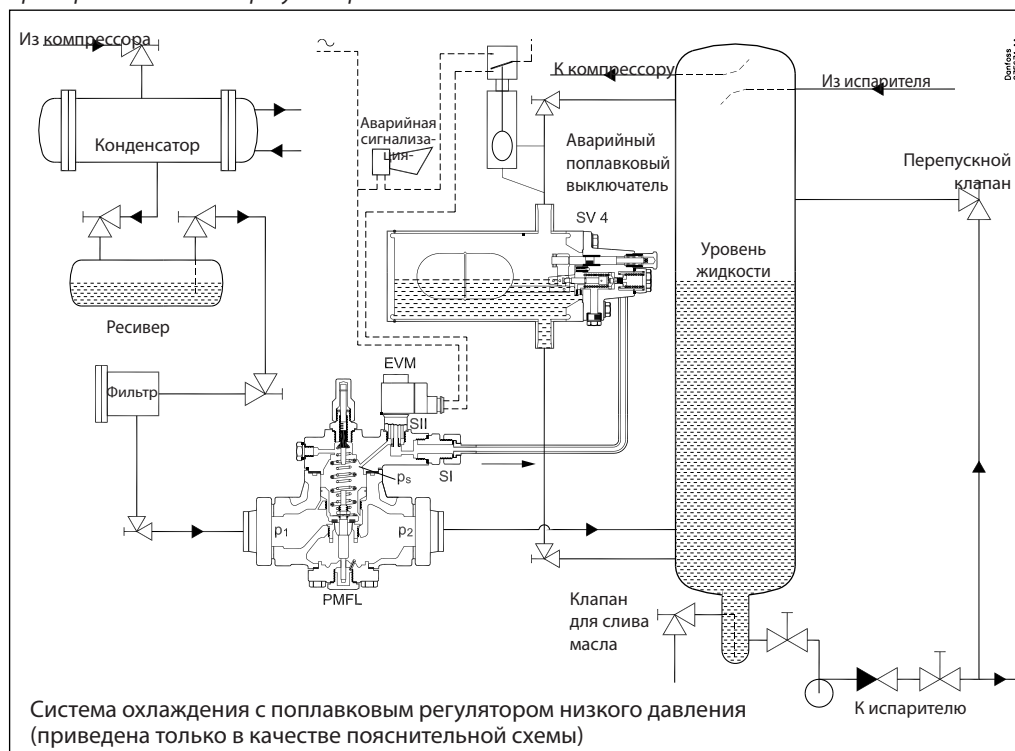 Из компрессора
Конденсатор
Ресивер
Фильтр
Аварийная
сигнализа-
ция-
EVM
SII
SI
ps
p1
p2
PMFL
К компрессору
Из испарителя
Аварийный
поплавковый
выключатель
SV 4
Уровень
жидкости
Перепускной
клапан
Danfoss
Клапан
для слива
масла
К испарителю
Система охлаждения с поплавковым регулятором низкого давления
(приведена только в качестве пояснительной схемы)